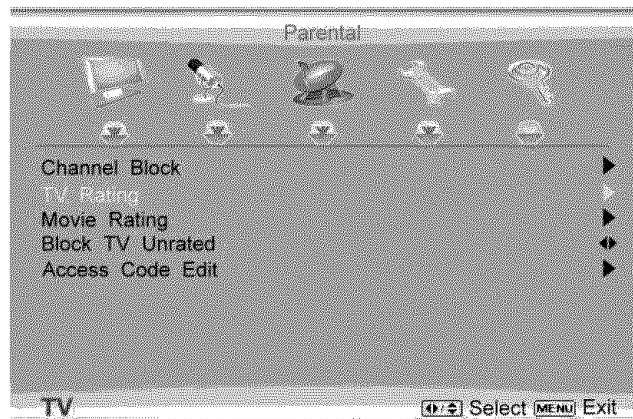 Parental
Channel Block
TV Rating
Movie Rating
Block TV Unrated
Access Code Edit
TV Select MENU Exit